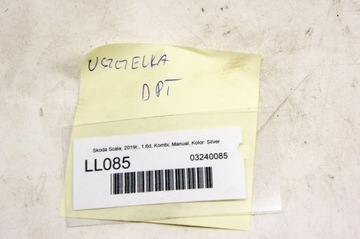 USZCZELKA
DPT
Skoda Scala, 2019r., 1.6d, Kombi, Manual, Kolor: Silver
LL085 03240085